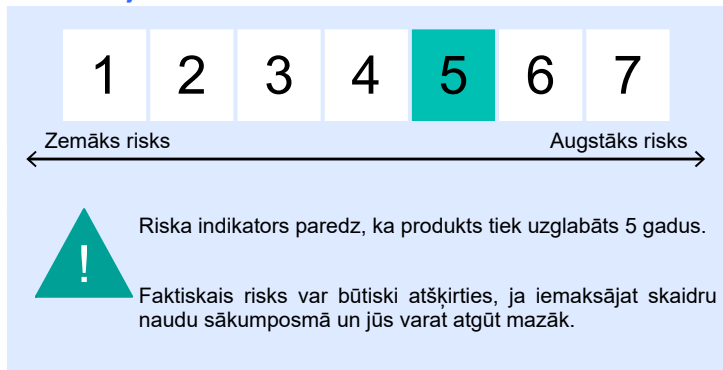 1 2 3 4 5 6 7
Zemāks risks Augstāks risks
!
Riska indikators paredz, ka produkts tiek uzglabāts 5 gadus.
Faktiskais risks var būtiski atšķirties, ja iemaksājat skaidru
naudu sākumposmā un jūs varat atgūt mazāk.